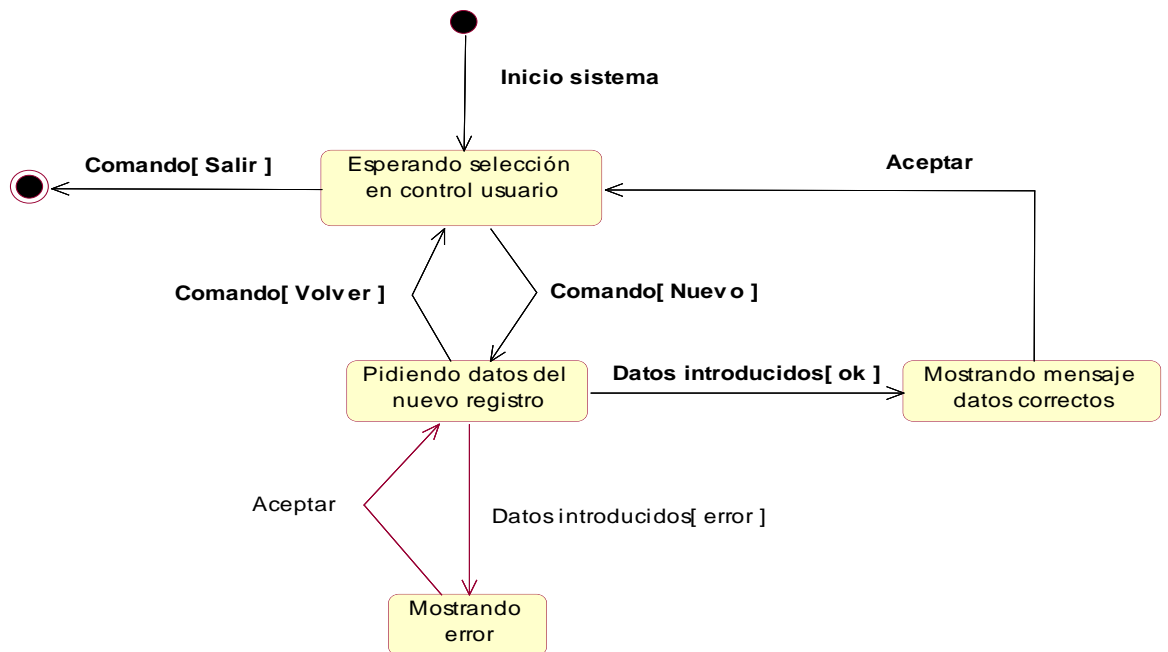 Inicio sistema
Comando[ Salir ]
Esperando selección
en control usuario
Aceptar
Comando[ Volver ]
Comando[ Nuevo ]
Pidiendo datos del
nuevo registro
Datos introducidos[ ok ]
Mostrando mensaje
datos correctos
Aceptar
Datos introducidos[ error ]
Mostrando
error